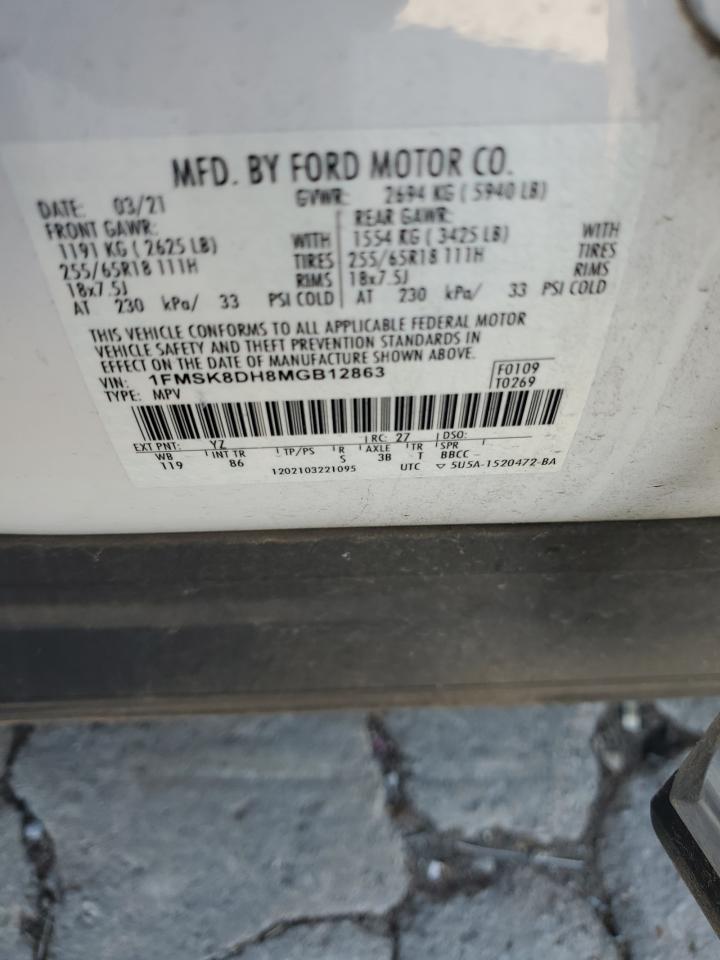 MFD. BY FORD MOTOR CO.
DATE: 03/21 GVWR: 2694 KG ( 5940 LB)
FRONT GAWR: REAR GAWR:
1191 KG ( 2625 LB) WITH 1554 KG ( 3425 LB) WITH
255/65R18 111H TIRES 255/65R18 111H TIRES
18x7.5J RIMS 18x7.5J RIMS
AT 230 kPa/ 33 PSI COLD AT 230 kPa/ 33 PSI COLD
THIS VEHICLE CONFORMS TO ALL APPLICABLE FEDERAL MOTOR
VEHICLE SAFETY AND THEFT PREVENTION STANDARDS IN
EFFECT ON THE DATE OF MANUFACTURE SHOWN ABOVE.
VIN: 1FMSK8DH8MGB12863 F0109
TYPE: MPV T0269
EXT PNT: YZ RC: 27 DSO:
WB INT TR TP/PS R AXLE TR SPR
119 B6 S 3B T BBCC
1202103221095 UTC ▽ 5U5A-1520472-BA